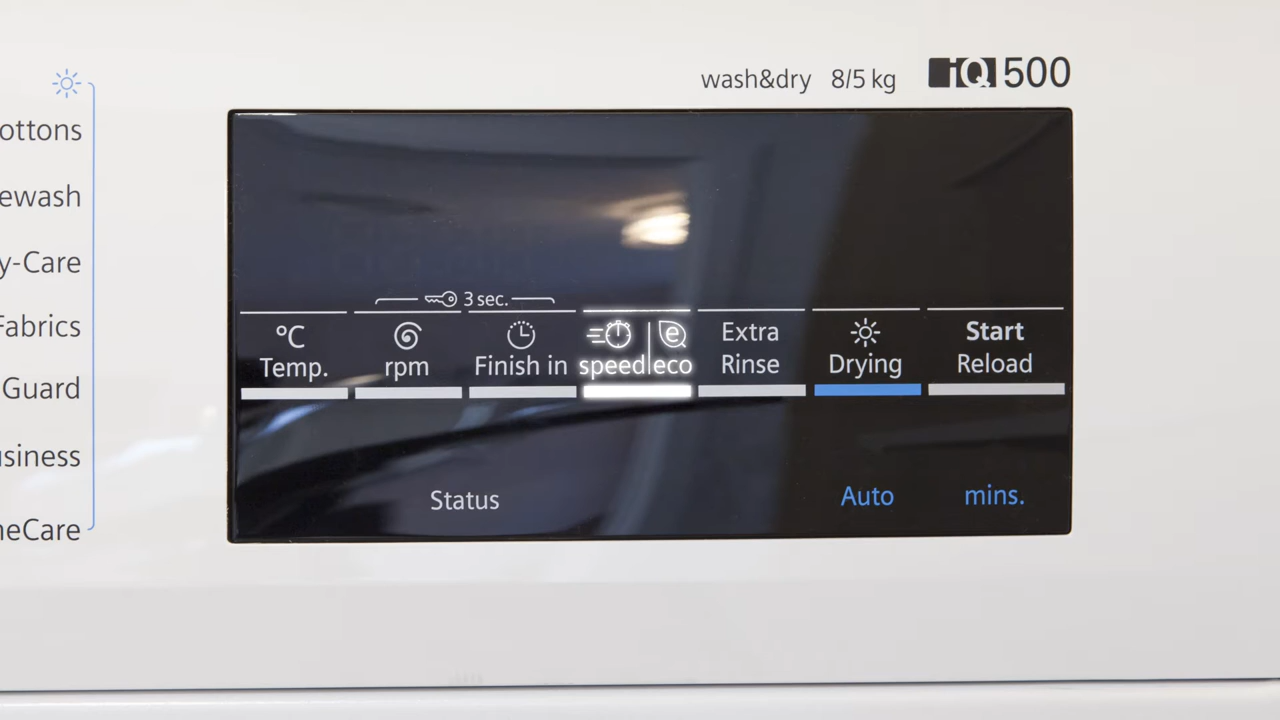 wash&dry 8/5 kg iQ500
ottons
ewash
y-Care
Fabrics
Guard
usiness
neCare
3 sec.
°C
Temp.
rpm
Finish in
speed
e
eco
Extra
Rinse
Drying
Start
Reload
Status
Auto
mins.